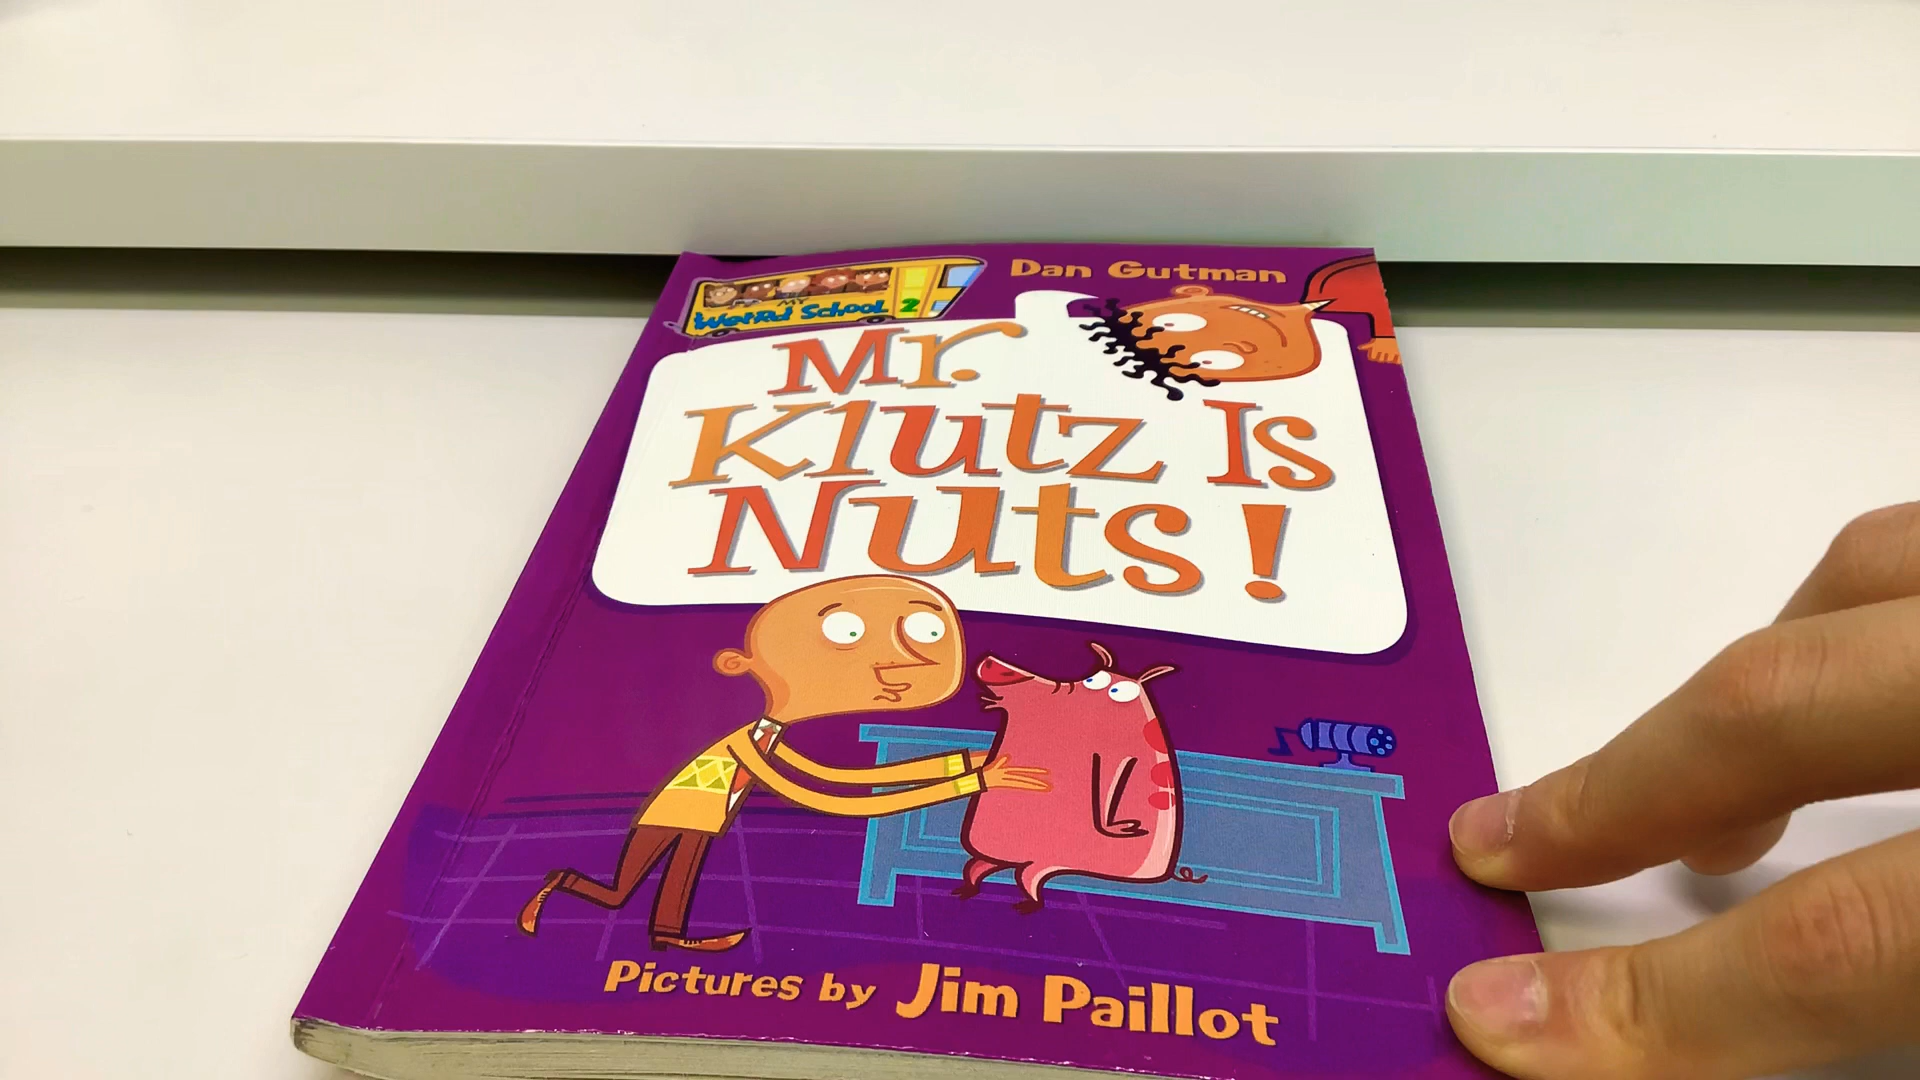 Dan Gutman
MY
WeiRd School 2
Mr.
Klutz Is
Nuts!
Pictures by Jim Paillot